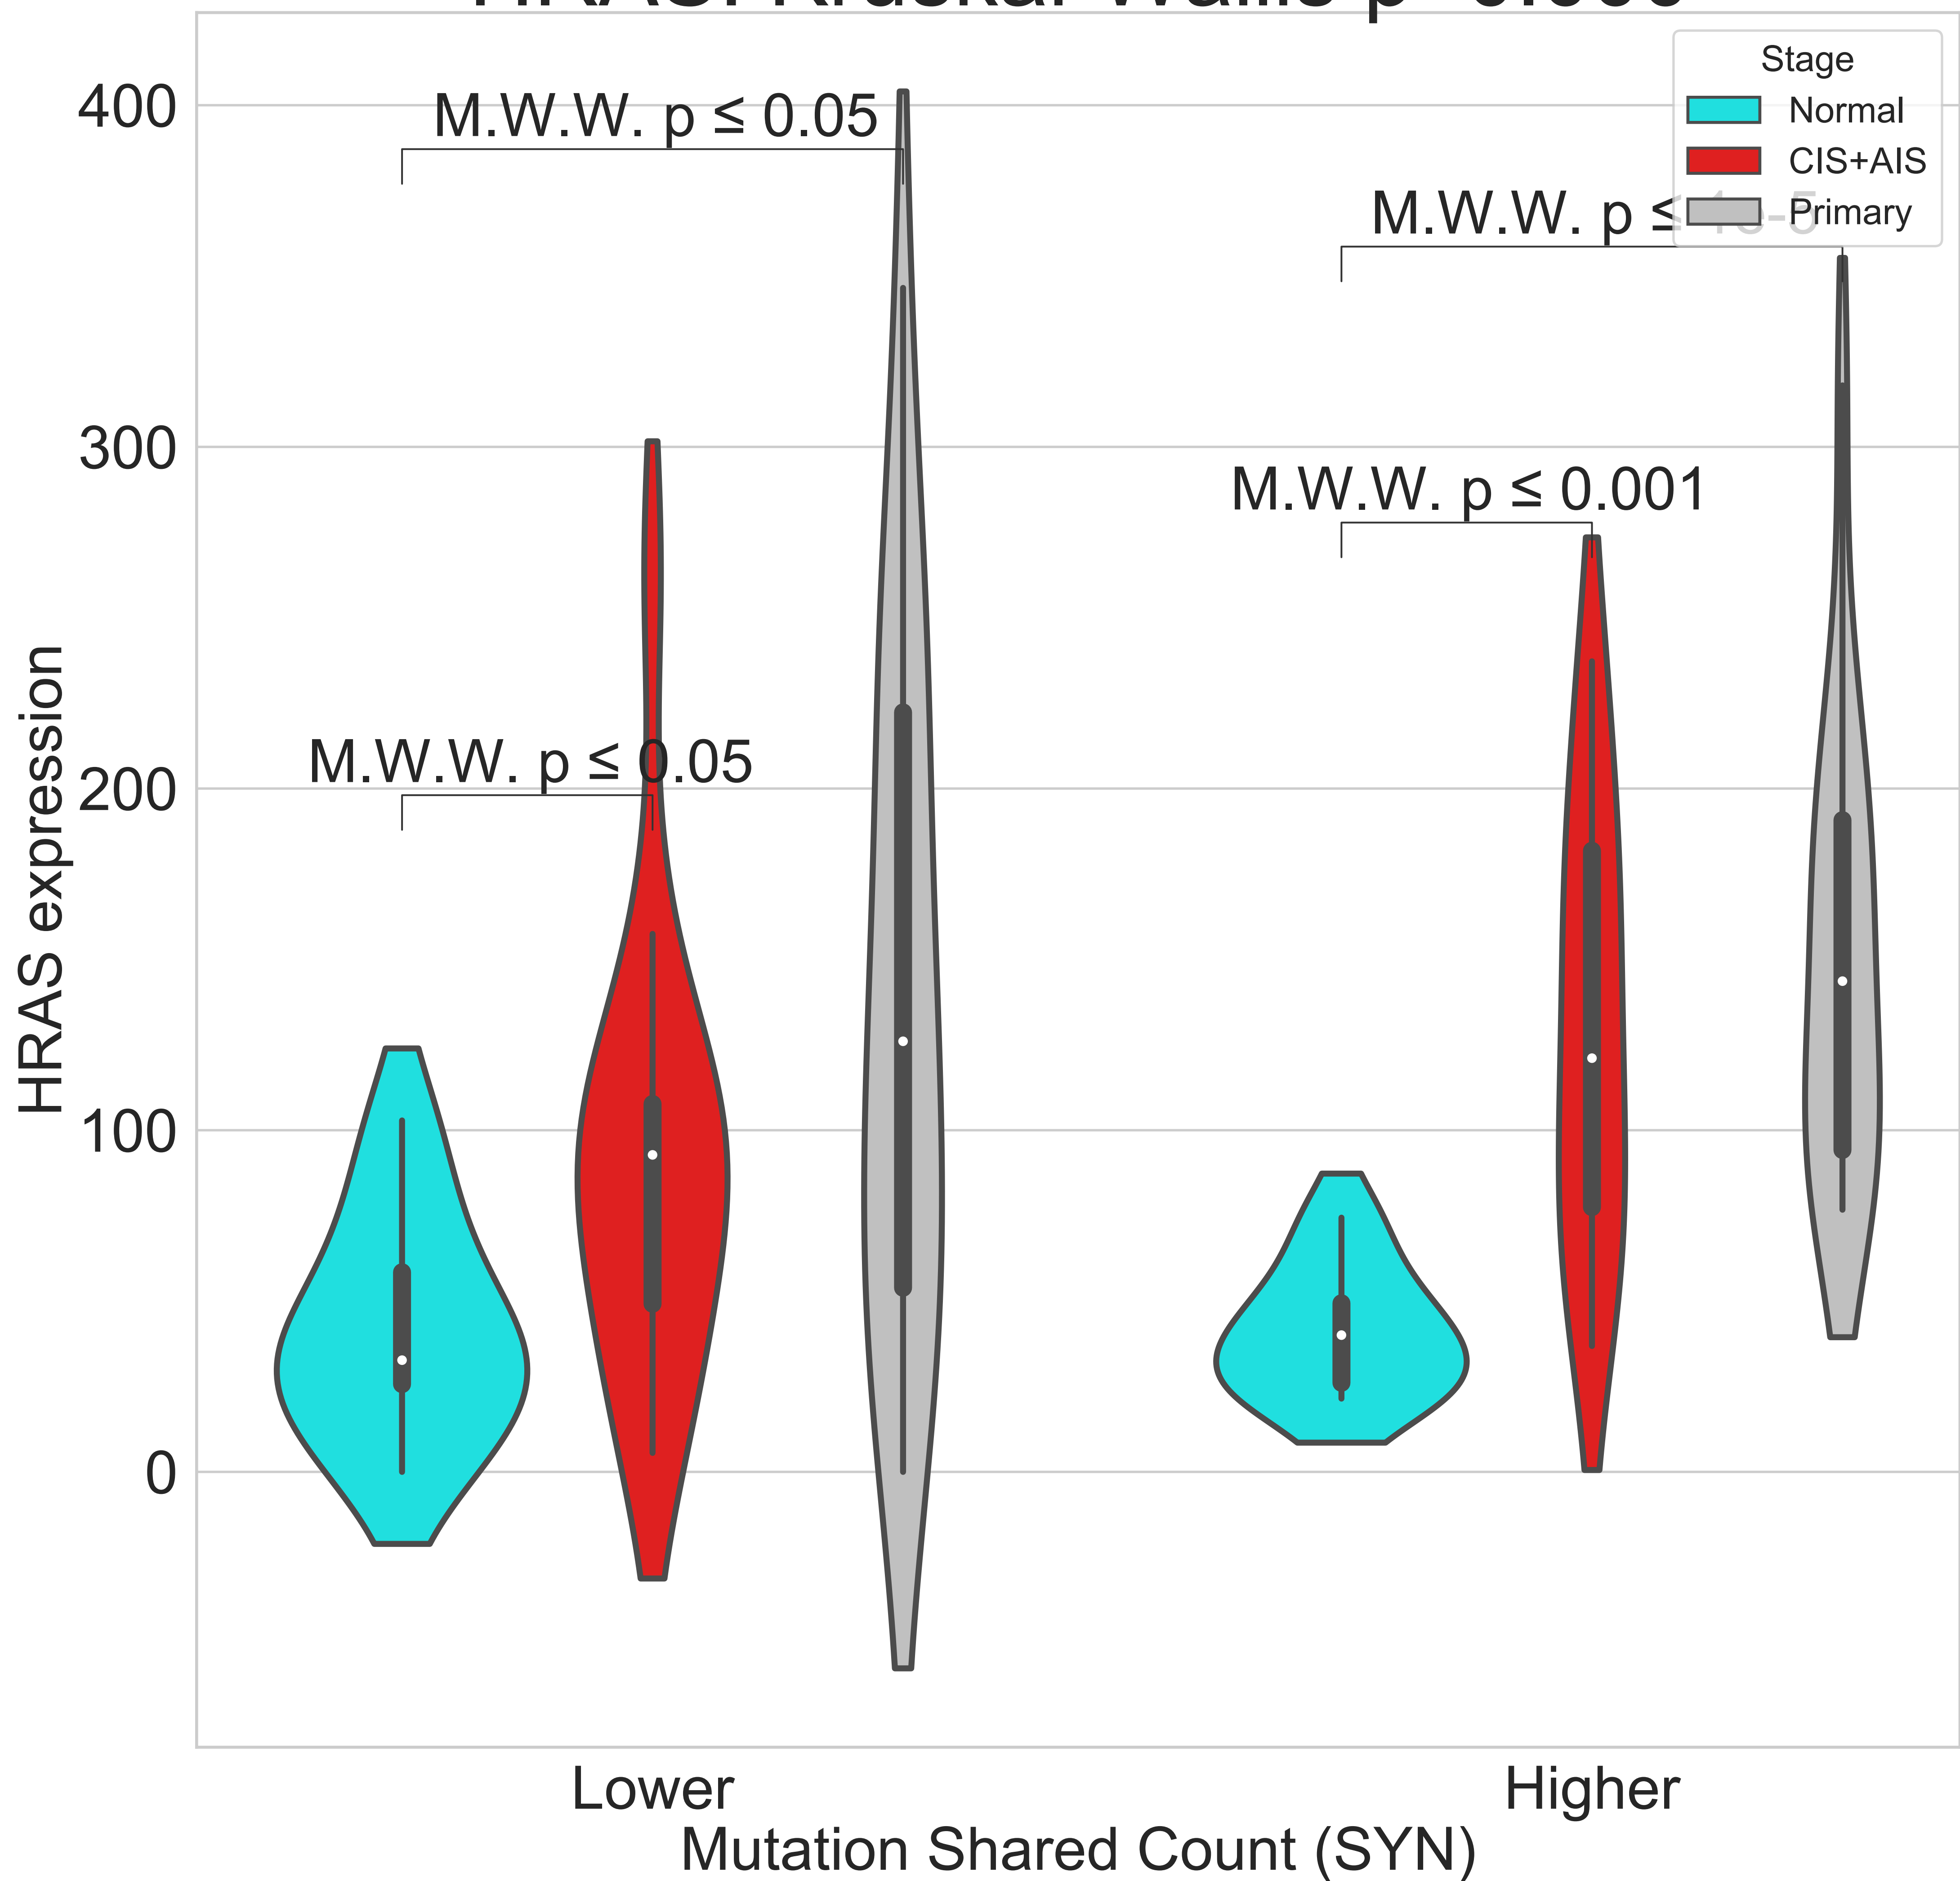 400
300
200
100
0
HRAS expression
M.W.W. p ≤ 0.05
M.W.W. p ≤
M.W.W. p ≤ 0.001
M.W.W. p ≤ 0.05
Stage
Normal
CIS+AIS
Primary
Lower
Higher
Mutation Shared Count (SYN)